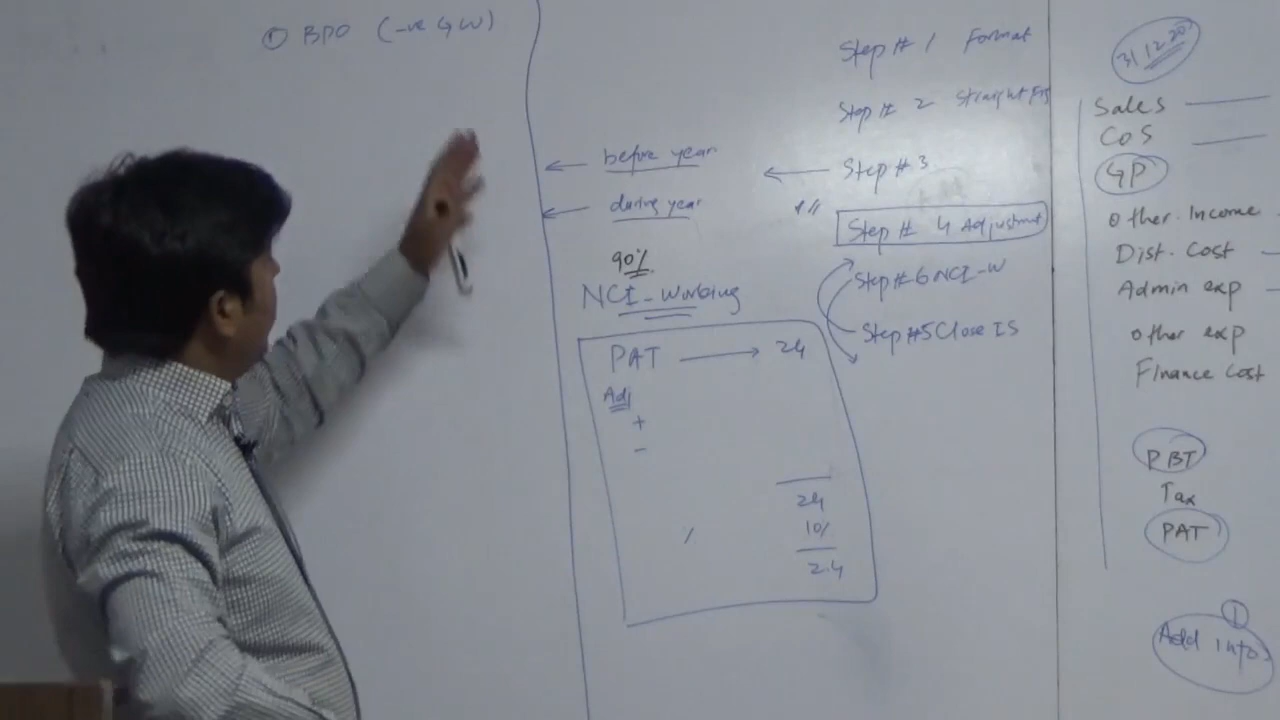 ① BPO (-ve GW)
before year
during year
90%
NCI - Working
PAT → 24
Adj
+
-
24
10%
2.4
Step # 1 Format
Step # 2 Straight
Step # 3
Step # 4 Adjustment
Step # 6 NCI - W
Step # 5 Close IS
31.12.20
Sales
COS
GP
Other. Income
Dist. Cost
Admin exp
Other exp
Finance Cost
PBT
Tax
PAT
①
Add info